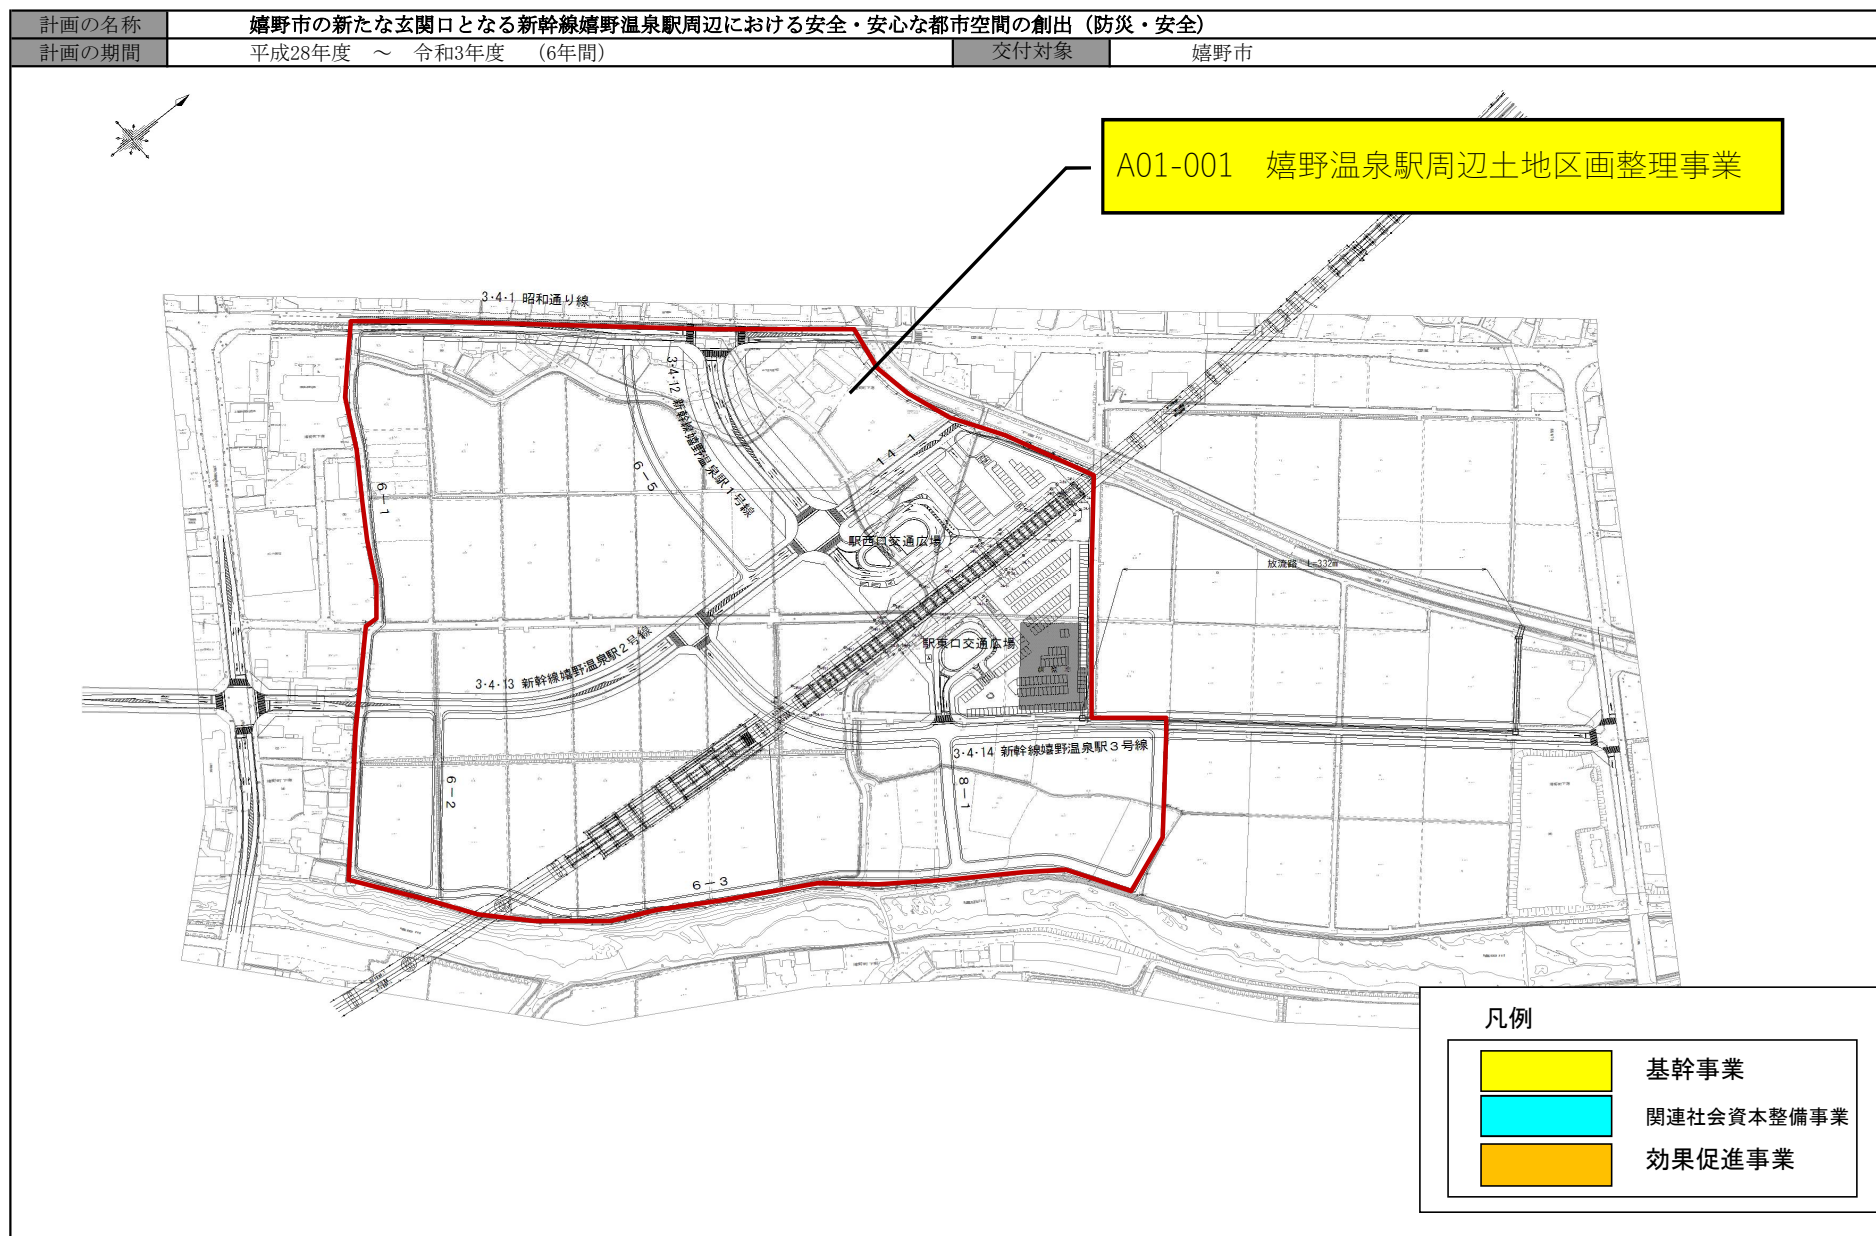 計画の名称 嬉野市の新たな玄関口となる新幹線嬉野温泉駅周辺における安全・安心な都市空間の創出（防災・安全）
計画の期間 平成28年度 ～ 令和3年度 （6年間） 交付対象 嬉野市
A01-001 嬉野温泉駅周辺土地区画整理事業
3・4・1 昭和通り線
3・4・12 新幹線嬉野温泉駅1号線
6－5
6－1
14-1
駅西口交通広場
放流路 L=332m
駅東口交通広場
3・4・13 新幹線嬉野温泉駅2号線
3・4・14 新幹線嬉野温泉駅3号線
6－2
8－1
6－3
凡例
基幹事業
関連社会資本整備事業
効果促進事業